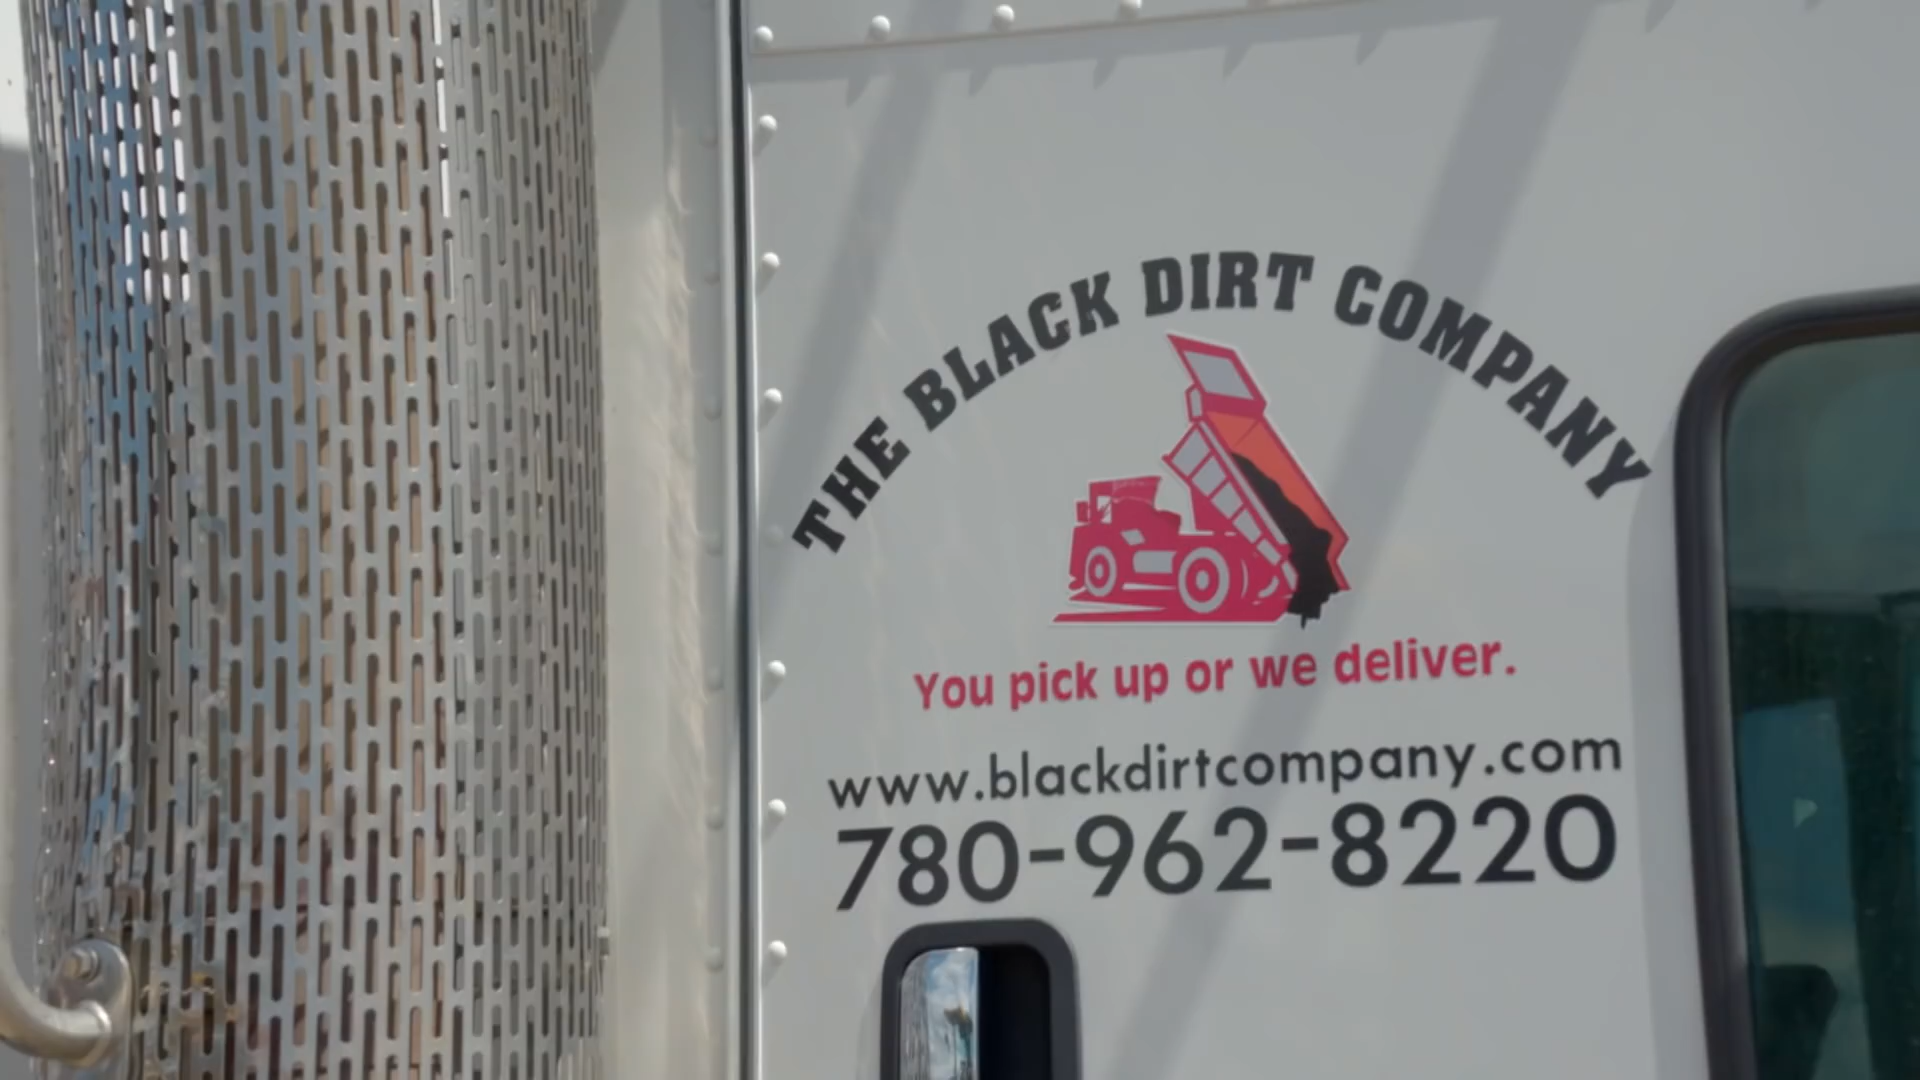 THE BLACK DIRT COMPANY
You pick up or we deliver.
www.blackdirtcompany.com
780-962-8220